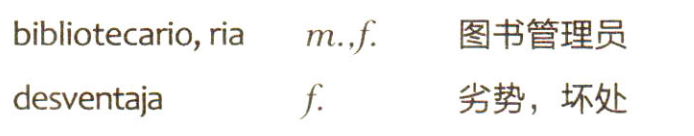 bibliotecario, ria m.,f. 图书管理员
desventaja f. 劣势，坏处